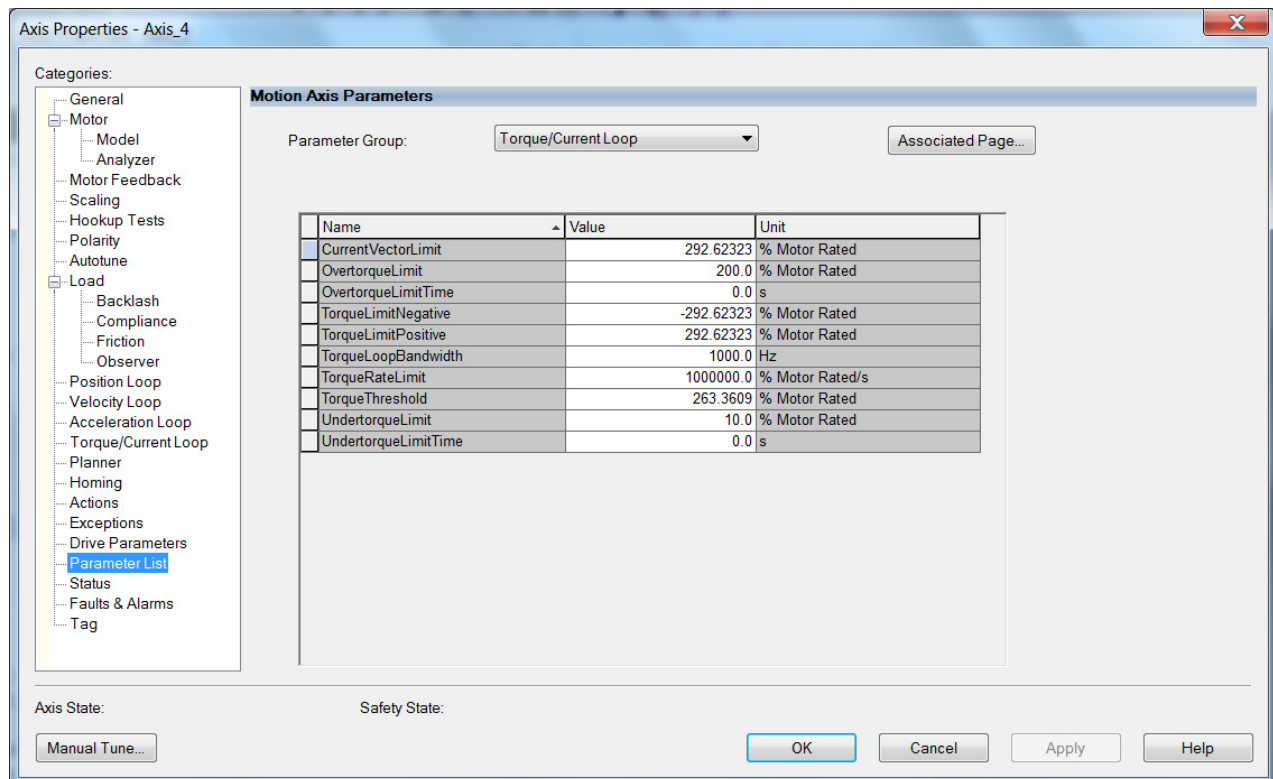 Axis Properties - Axis_4
X
Categories:
General
Motor
Model
Analyzer
Motor Feedback
Scaling
Hookup Tests
Polarity
Autotune
Load
Backlash
Compliance
Friction
Observer
Position Loop
Velocity Loop
Acceleration Loop
Torque/Current Loop
Planner
Homing
Actions
Exceptions
Drive Parameters
Parameter List
Status
Faults & Alarms
Tag
Motion Axis Parameters
Parameter Group: Torque/Current Loop Associated Page...
Name Value Unit
CurrentVectorLimit 292.62323 % Motor Rated
OvertorqueLimit 200.0 % Motor Rated
OvertorqueLimitTime 0.0 s
TorqueLimitNegative -292.62323 % Motor Rated
TorqueLimitPositive 292.62323 % Motor Rated
TorqueLoopBandwidth 1000.0 Hz
TorqueRateLimit 1000000.0 % Motor Rated/s
TorqueThreshold 263.3609 % Motor Rated
UndertorqueLimit 10.0 % Motor Rated
UndertorqueLimitTime 0.0 s
Axis State: Safety State:
Manual Tune... OK Cancel Apply Help